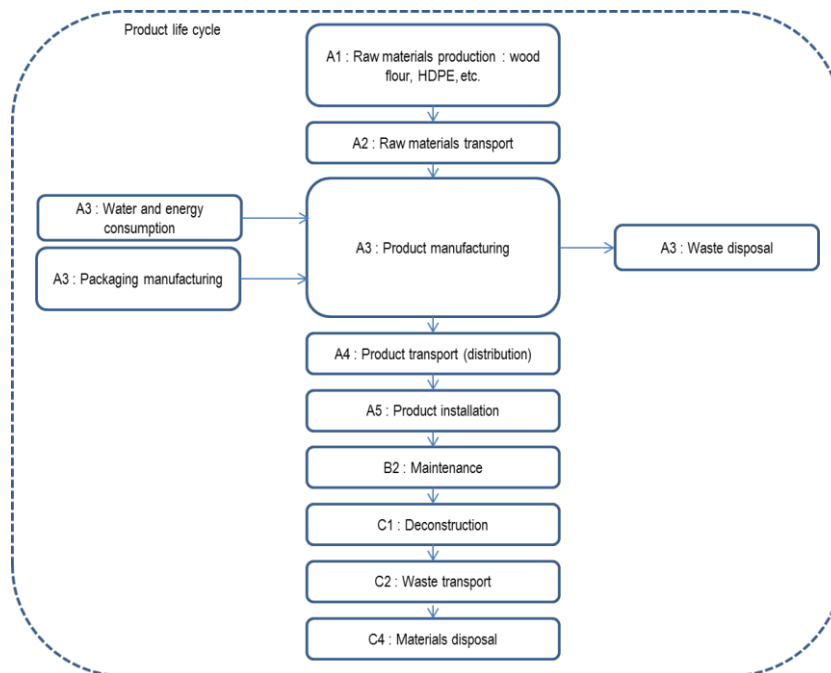 Product life cycle
A1 : Raw materials production : wood
flour, HDPE, etc.
A2 : Raw materials transport
A3 : Water and energy
consumption
A3 : Product manufacturing
A3 : Waste disposal
A3 : Packaging manufacturing
A4 : Product transport (distribution)
A5 : Product installation
B2 : Maintenance
C1 : Deconstruction
C2 : Waste transport
C4 : Materials disposal